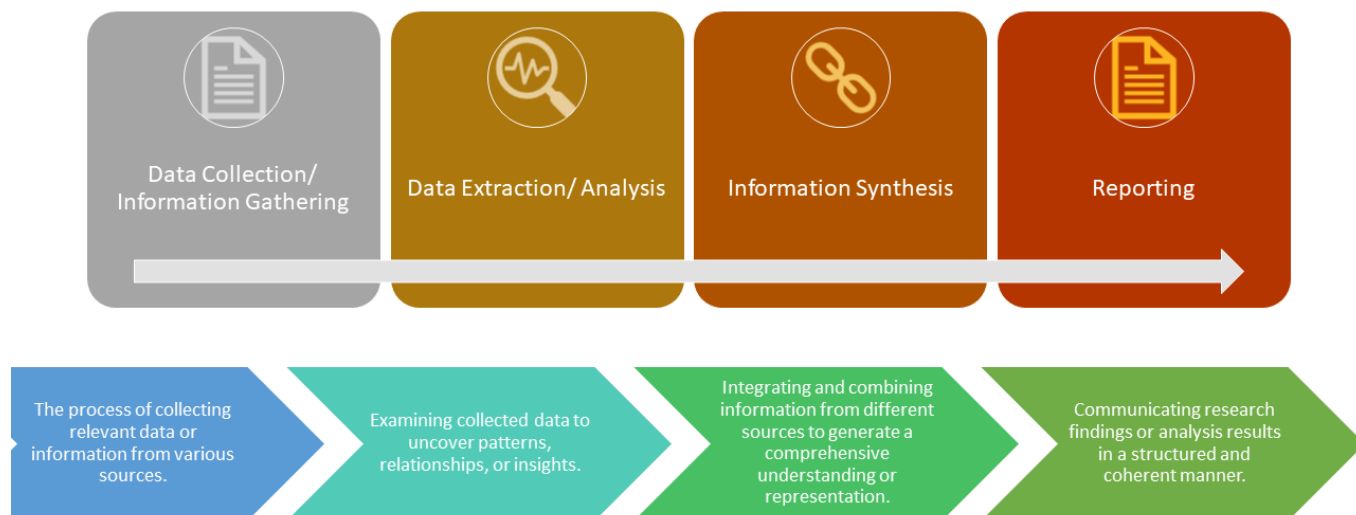 Data Collection/
Information Gathering
Data Extraction/ Analysis
Information Synthesis
Reporting
The process of collecting
relevant data or
information from various
sources.
Examining collected data to
uncover patterns,
relationships, or insights.
Integrating and combining
information from different
sources to generate a
comprehensive
understanding or
representation.
Communicating research
findings or analysis results
in a structured and
coherent manner.